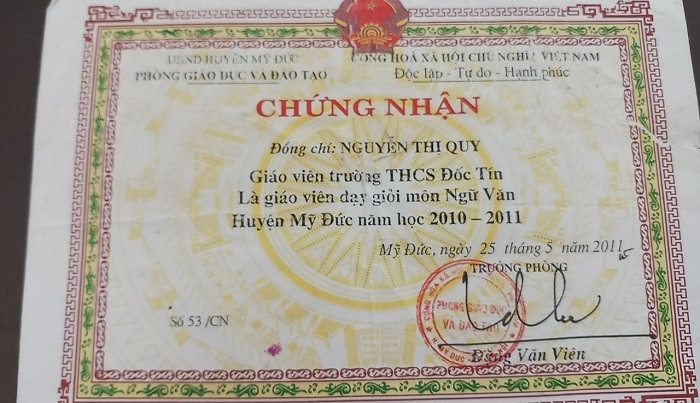 UBND HUYỆN MỸ ĐỨC
PHÒNG GIÁO DỤC VÀ ĐÀO TẠO
CỘNG HOÀ XÃ HỘI CHỦ NGHĨA VIỆT NAM
Độc lập - Tự do - Hạnh phúc
CHỨNG NHẬN
Đồng chí: NGUYỄN THỊ QUY
Giáo viên trường THCS Đốc Tín
Là giáo viên dạy giỏi môn Ngữ Văn
Huyện Mỹ Đức năm học 2010 – 2011
Mỹ Đức, ngày 25 tháng 5 năm 2011
TRƯỞNG PHÒNG
PHÒNG GIÁO DỤC
VÀ ĐÀO TẠO
Số 53 /CN
Đặng Văn Viên